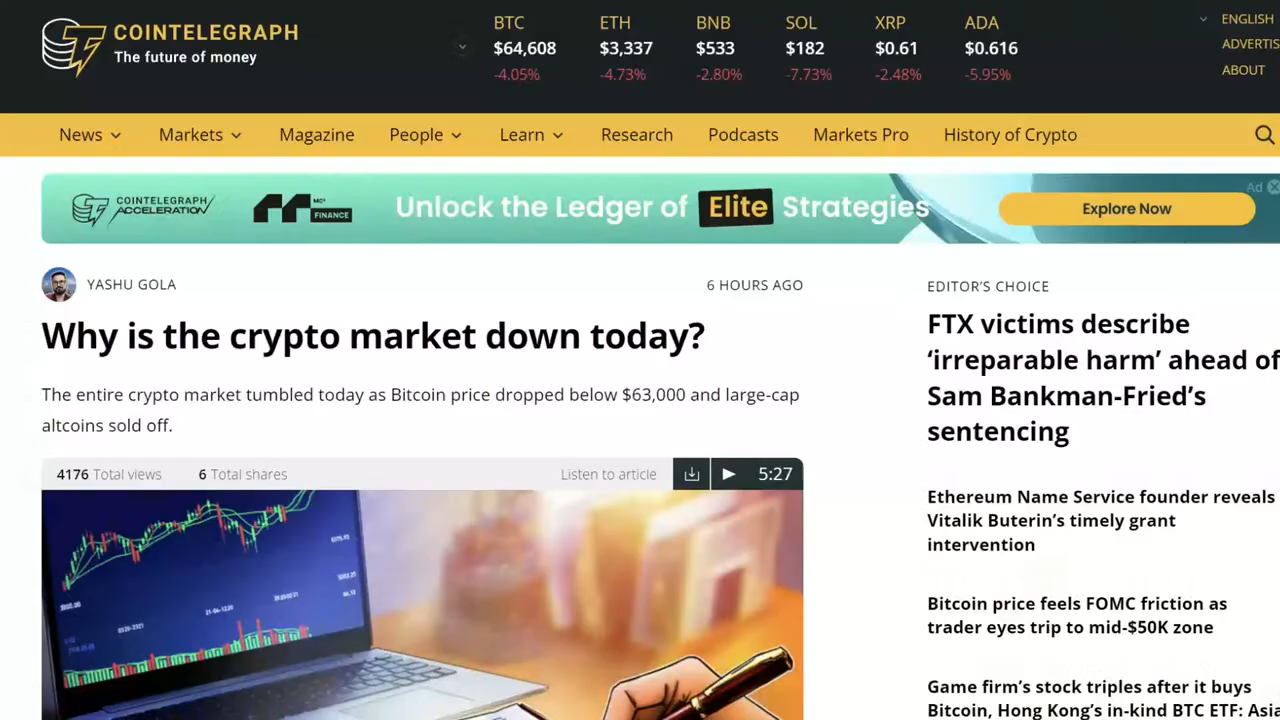 COINTELEGRAPH
The future of money
BTC
$64,608
-4.05%
ETH
$3,337
-4.73%
BNB
$533
-2.80%
SOL
$182
-7.73%
XRP
$0.61
-2.48%
ADA
$0.616
-5.95%
ENGLISH
ADVERTIS
ABOUT
News Markets Magazine People Learn Research Podcasts Markets Pro History of Crypto
COINTELEGRAPH
ACCELERATION
MC²
FINANCE
Unlock the Ledger of Elite Strategies
Explore Now
Ad
YASHU GOLA
6 HOURS AGO
Why is the crypto market down today?
The entire crypto market tumbled today as Bitcoin price dropped below $63,000 and large-cap
altcoins sold off.
4176 Total views 6 Total shares Listen to article 5:27
EDITOR'S CHOICE
FTX victims describe
‘irreparable harm’ ahead of
Sam Bankman-Fried’s
sentencing
Ethereum Name Service founder reveals
Vitalik Buterin’s timely grant
intervention
Bitcoin price feels FOMC friction as
trader eyes trip to mid-$50K zone
Game firm’s stock triples after it buys
Bitcoin, Hong Kong’s in-kind BTC ETF: Asia